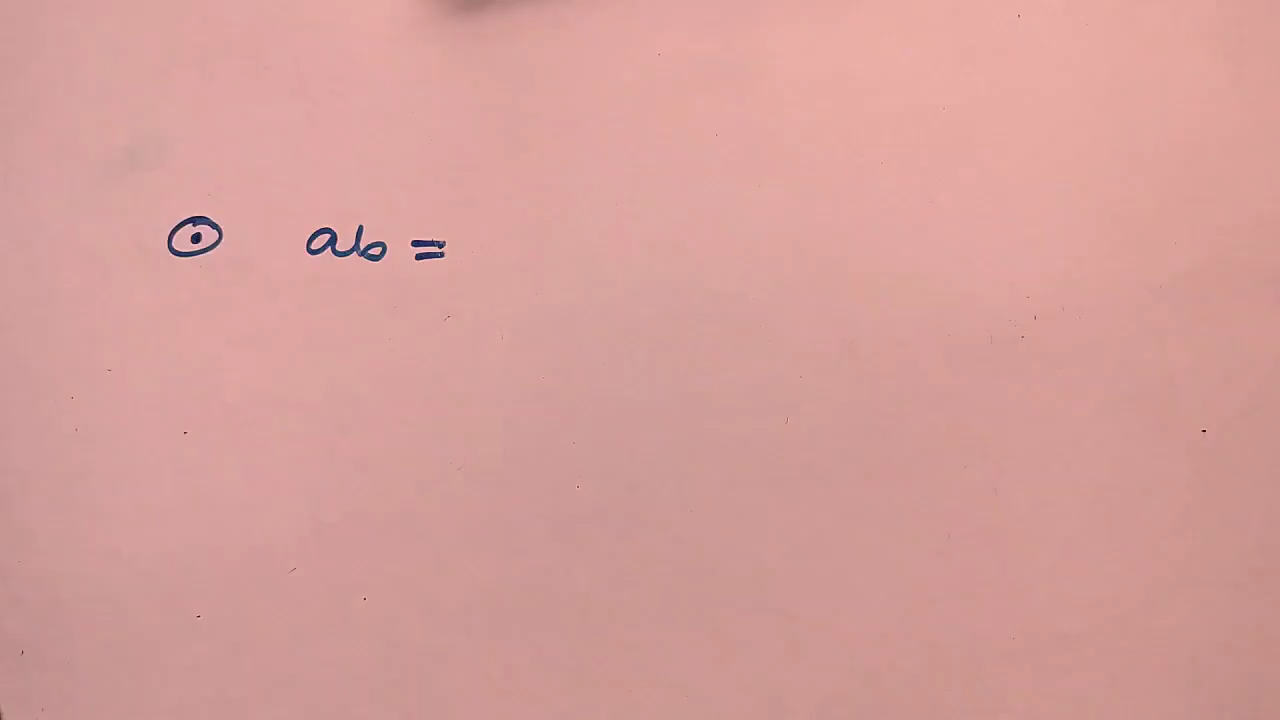 ⊙ ab =